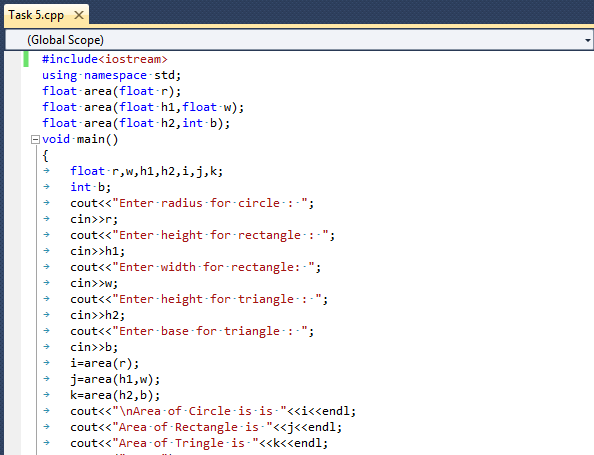 Task 5.cpp
(Global Scope)
#include<iostream>
using namespace std;
float area(float r);
float area(float h1,float w);
float area(float h2,int b);
void main()
{
float r,w,h1,h2,i,j,k;
int b;
cout<<"Enter radius for circle : ";
cin>>r;
cout<<"Enter height for rectangle : ";
cin>>h1;
cout<<"Enter width for rectangle: ";
cin>>w;
cout<<"Enter height for triangle : ";
cin>>h2;
cout<<"Enter base for triangle : ";
cin>>b;
i=area(r);
j=area(h1,w);
k=area(h2,b);
cout<<"\nArea of Circle is is "<<i<<endl;
cout<<"Area of Rectangle is "<<j<<endl;
cout<<"Area of Tringle is "<<k<<endl;